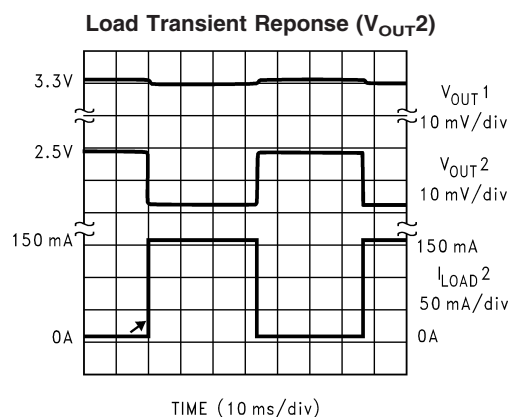 Load Transient Reponse (VOUT2)
3.3V
VOUT1
10 mV/div
2.5V
VOUT2
10 mV/div
150 mA
150 mA
ILOAD2
50 mA/div
0A
0A
TIME (10 ms/div)